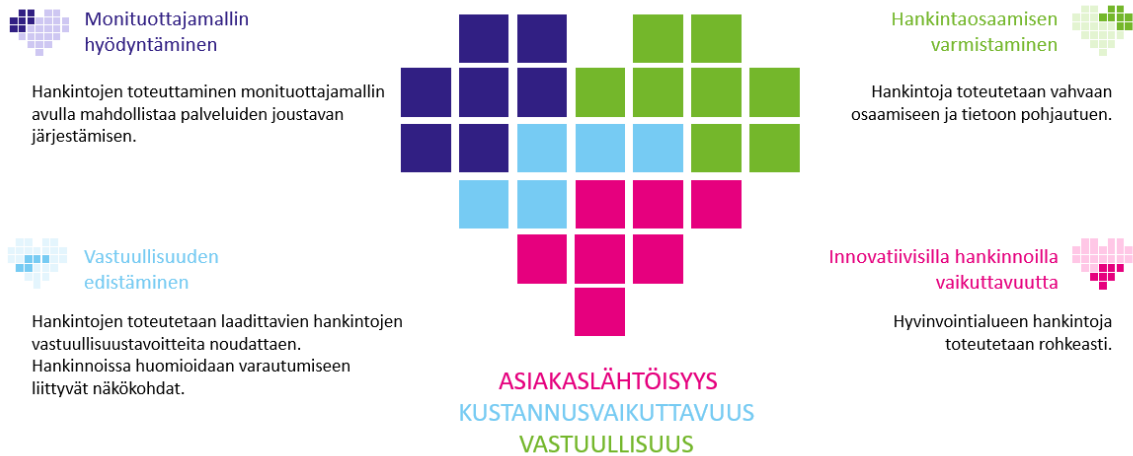 Monituottajamallin
hyödyntäminen
Hankintojen toteuttaminen monituottajamallin
avulla mahdollistaa palveluiden joustavan
järjestämisen.
Hankintaosaamisen
varmistaminen
Hankintoja toteutetaan vahvaan
osaamiseen ja tietoon pohjautuen.
Vastuullisuuden
edistäminen
Hankintojen toteutetaan laadittavien hankintojen
vastuullisuustavoitteita noudattaen.
Hankinnoissa huomioidaan varautumiseen
liittyvät näkökohdat.
Innovatiivisilla hankinnoilla
vaikuttavuutta
Hyvinvointialueen hankintoja
toteutetaan rohkeasti.
ASIAKASLÄHTÖISYYS
KUSTANNUSVAIKUTTAVUUS
VASTUULLISUUS